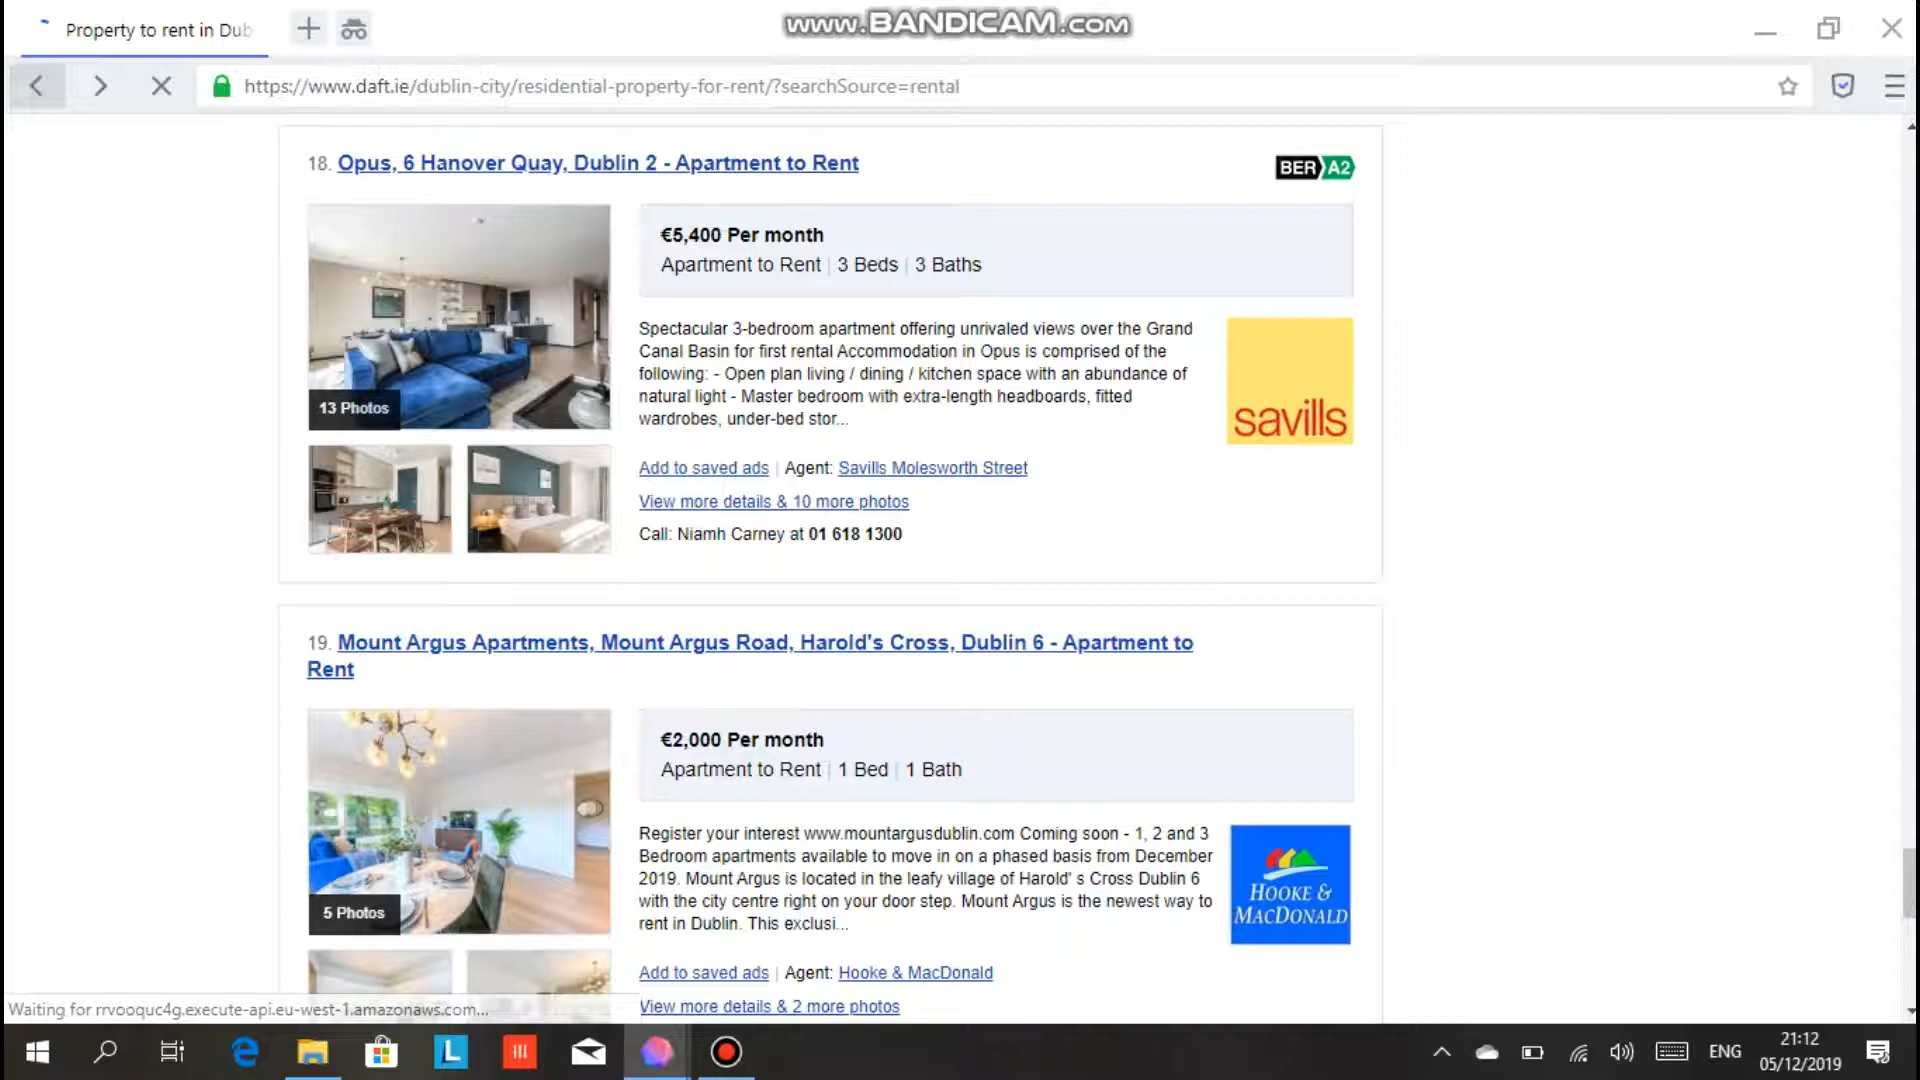 Property to rent in Dub
www.BANDICAM.com
https://www.daft.ie/dublin-city/residential-property-for-rent/?searchSource=rental
18. Opus, 6 Hanover Quay, Dublin 2 - Apartment to Rent
BER A2
€5,400 Per month
Apartment to Rent | 3 Beds | 3 Baths
13 Photos
Spectacular 3-bedroom apartment offering unrivaled views over the Grand
Canal Basin for first rental Accommodation in Opus is comprised of the
following: - Open plan living / dining / kitchen space with an abundance of
natural light - Master bedroom with extra-length headboards, fitted
wardrobes, under-bed stor...
savills
Add to saved ads | Agent: Savills Molesworth Street
View more details & 10 more photos
Call: Niamh Carney at 01 618 1300
19. Mount Argus Apartments, Mount Argus Road, Harold's Cross, Dublin 6 - Apartment to
Rent
€2,000 Per month
Apartment to Rent | 1 Bed | 1 Bath
5 Photos
Register your interest www.mountargusdublin.com Coming soon - 1, 2 and 3
Bedroom apartments available to move in on a phased basis from December
2019. Mount Argus is located in the leafy village of Harold' s Cross Dublin 6
with the city centre right on your door step. Mount Argus is the newest way to
rent in Dublin. This exclusi...
HOOKE &
MACDONALD
Add to saved ads | Agent: Hooke & MacDonald
View more details & 2 more photos
Waiting for rrvooquc4g.execute-api.eu-west-1.amazonaws.com...
L
ENG
21:12
05/12/2019